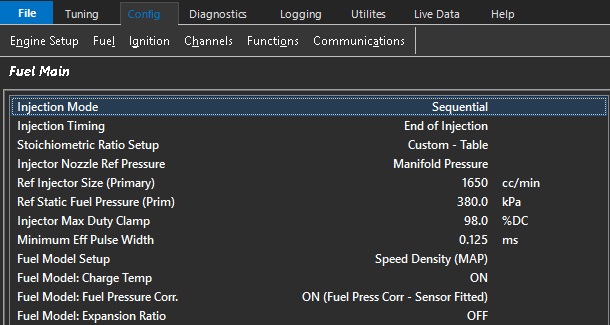 File Tuning Config Diagnostics Logging Utilites Live Data Help
Engine Setup Fuel Ignition Channels Functions Communications
Fuel Main
Injection Mode Sequential
Injection Timing End of Injection
Stoichiometric Ratio Setup Custom - Table
Injector Nozzle Ref Pressure Manifold Pressure
Ref Injector Size (Primary) 1650 cc/min
Ref Static Fuel Pressure (Prim) 380.0 kPa
Injector Max Duty Clamp 98.0 %DC
Minimum Eff Pulse Width 0.125 ms
Fuel Model Setup Speed Density (MAP)
Fuel Model: Charge Temp ON
Fuel Model: Fuel Pressure Corr. ON (Fuel Press Corr - Sensor Fitted)
Fuel Model: Expansion Ratio OFF